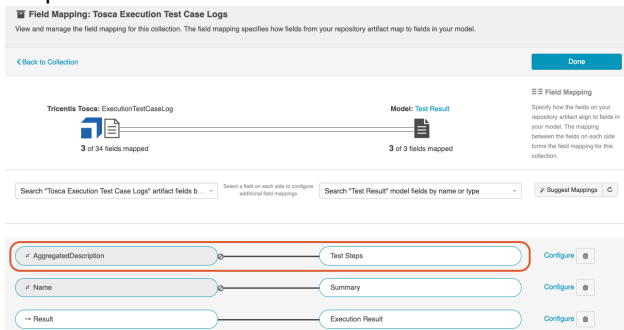 Field Mapping: Tosca Execution Test Case Logs
View and manage the field mapping for this collection. The field mapping specifies how fields from your repository artifact map to fields in your model.
Back to Collection
Done
Field Mapping
Specify how the fields on your
repository artifact align to fields in
your model. The mapping
between the fields on each side
forms the field mapping for this
collection.
Tricentis Tosca: ExecutionTestCaseLog
Model: Test Result
3 of 34 fields mapped
3 of 3 fields mapped
Search "Tosca Execution Test Case Logs" artifact fields b...
Select a field on each side to configure
additional field mappings
Search "Test Result" model fields by name or type
Suggest Mappings
AggregatedDescription
Test Steps
Configure
Name
Summary
Configure
Result
Execution Result
Configure